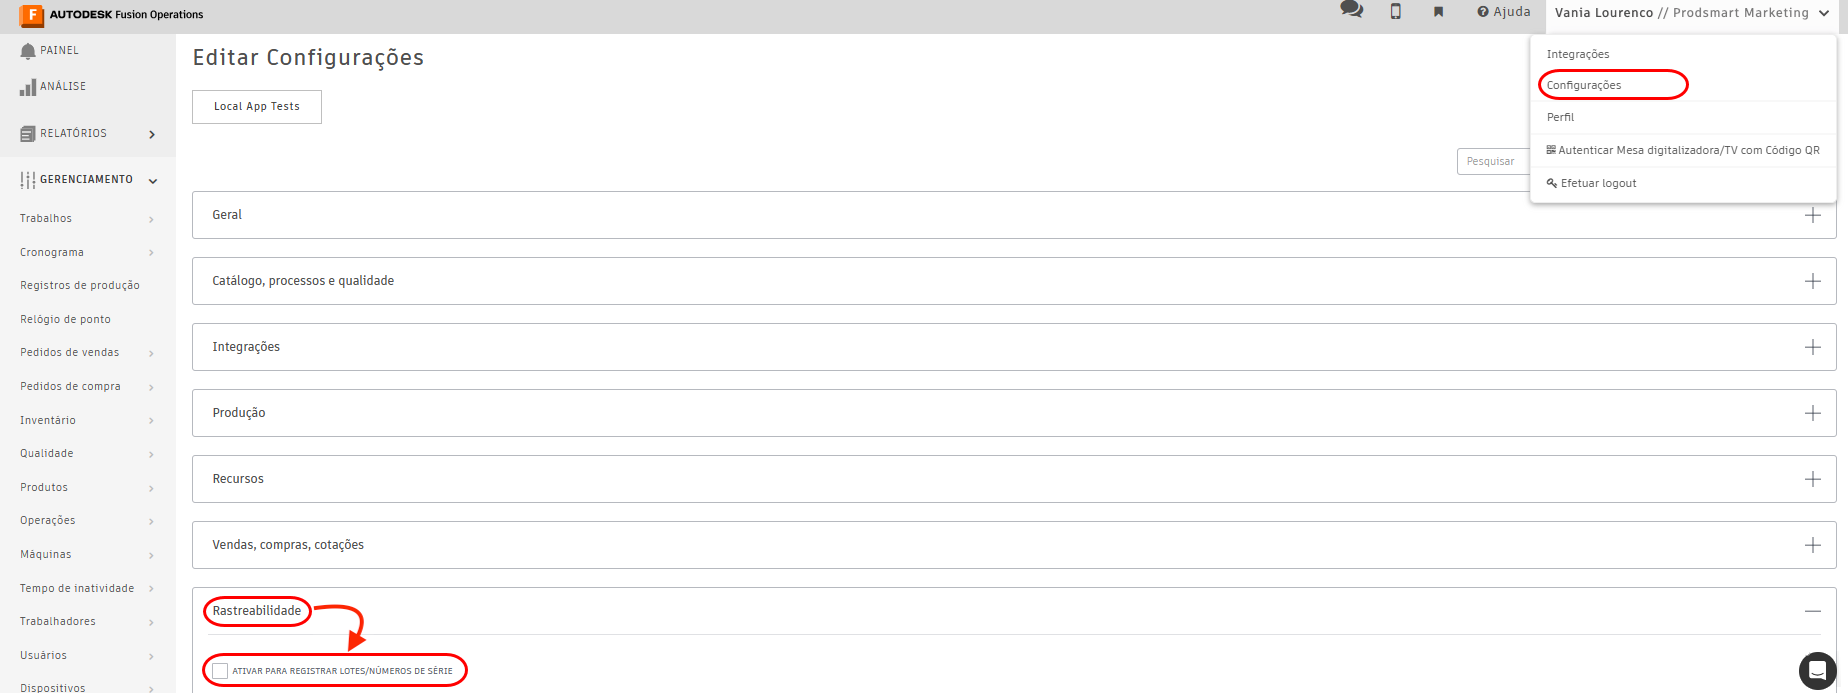 F AUTODESK Fusion Operations
Ajuda
Vania Lourenco // Prodsmart Marketing
Integrações
Configurações
Perfil
Autenticar Mesa digitalizadora/TV com Código QR
Efetuar logout
PAINEL
ANÁLISE
RELATÓRIOS
GERENCIAMENTO
Trabalhos
Cronograma
Registros de produção
Relógio de ponto
Pedidos de vendas
Pedidos de compra
Inventário
Qualidade
Produtos
Operações
Máquinas
Tempo de inatividade
Trabalhadores
Usuários
Dispositivos
Editar Configurações
Local App Tests
Pesquisar
Geral
Catálogo, processos e qualidade
Integrações
Produção
Recursos
Vendas, compras, cotações
Rastreabilidade
ATIVAR PARA REGISTRAR LOTES/NÚMEROS DE SÉRIE